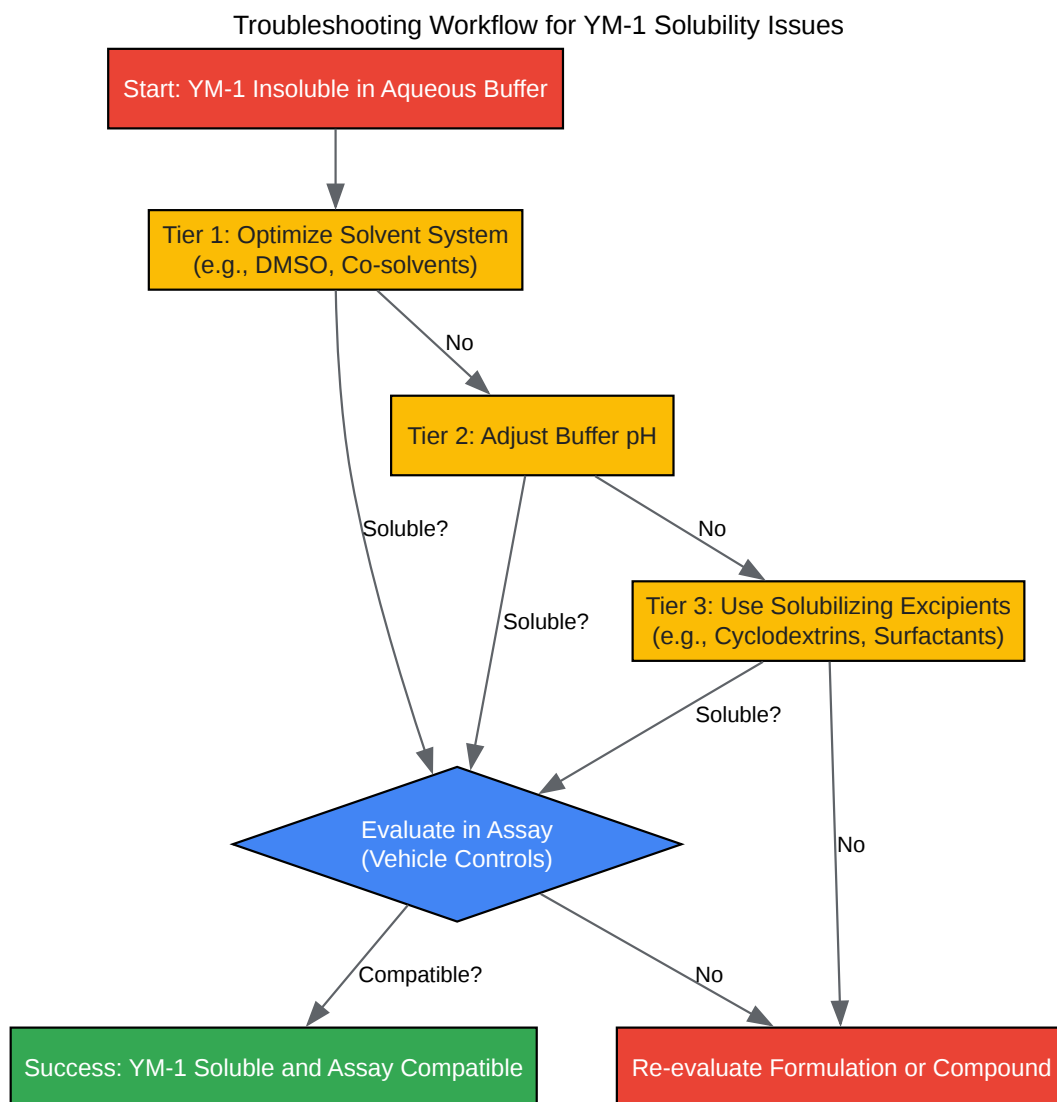 Troubleshooting Workflow for YM-1 Solubility Issues
Start: YM-1 Insoluble in Aqueous Buffer
Tier 1: Optimize Solvent System
(e.g., DMSO, Co-solvents)
No
Tier 2: Adjust Buffer pH
Soluble?
No
Tier 3: Use Solubilizing Excipients
(e.g., Cyclodextrins, Surfactants)
Soluble?
Soluble?
Evaluate in Assay
(Vehicle Controls)
No
Compatible?
No
Success: YM-1 Soluble and Assay Compatible
Re-evaluate Formulation or Compound